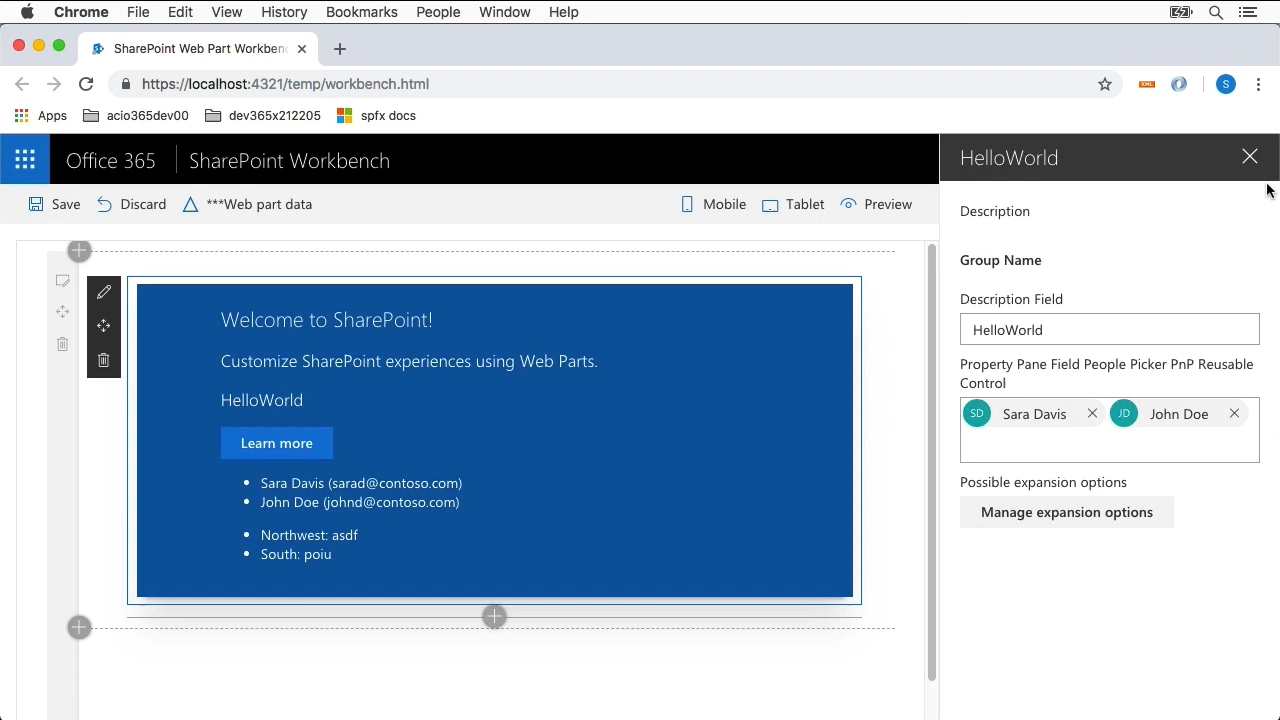 Chrome File Edit View History Bookmarks People Window Help
SharePoint Web Part Workben
https://localhost:4321/temp/workbench.html
XML
S
Apps acio365dev00 dev365x212205 spfx docs
Office 365 SharePoint Workbench
Save Discard ***Web part data Mobile Tablet Preview
Welcome to SharePoint!
Customize SharePoint experiences using Web Parts.
HelloWorld
Learn more
• Sara Davis (sarad@contoso.com)
• John Doe (johnd@contoso.com)
• Northwest: asdf
• South: poiu
HelloWorld
Description
Group Name
Description Field
HelloWorld
Property Pane Field People Picker PnP Reusable
Control
SD Sara Davis JD John Doe
Possible expansion options
Manage expansion options